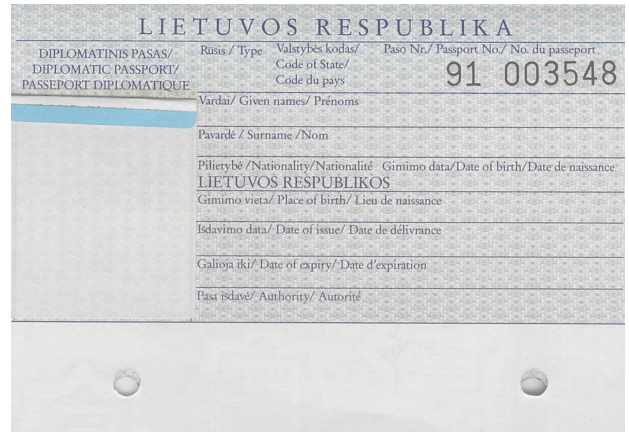 LIETUVOS RESPUBLIKA
DIPLOMATINIS PASAS/
DIPLOMATIC PASSPORT/
PASSEPORT DIPLOMATIQUE
Rūsis / Type
Valstybės kodas/
Code of State/
Code du pays
Paso Nr./ Passport No./ No. du passeport
91 003548
Vardai/ Given names/ Prénoms
Pavardė / Surname /Nom
Pilietybė /Nationality/Nationalité Gimimo data/Date of birth/Date de naissance
LIETUVOS RESPUBLIKOS
Gimimo vieta/ Place of birth/ Lieu de naissance
Isdavimo data/ Date of issue/ Date de délivrance
Galioja iki/ Date of expiry/ Date d'expiration
Pasą isdavė/ Authority/ Autorité